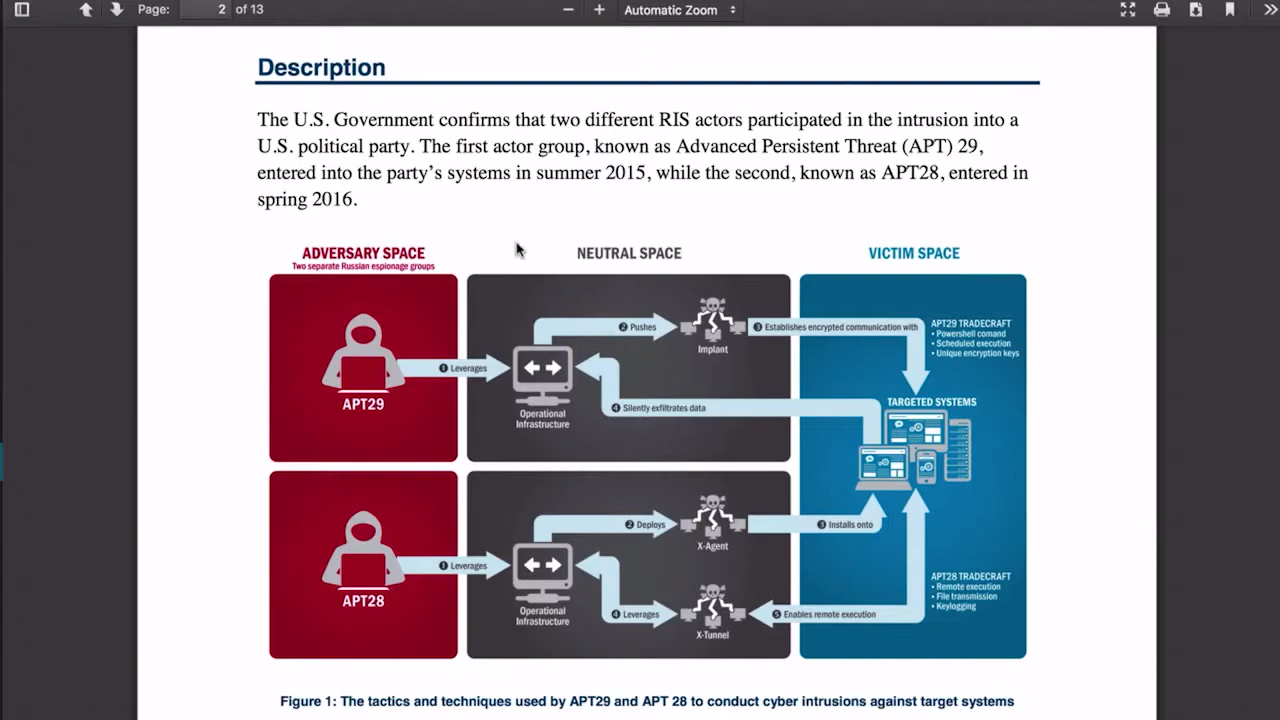 Page: 2 of 13 Automatic Zoom
Description
The U.S. Government confirms that two different RIS actors participated in the intrusion into a
U.S. political party. The first actor group, known as Advanced Persistent Threat (APT) 29,
entered into the party's systems in summer 2015, while the second, known as APT28, entered in
spring 2016.
ADVERSARY SPACE
Two separate Russian espionage groups
NEUTRAL SPACE
VICTIM SPACE
APT29
1 Leverages
Operational
Infrastructure
2 Pushes
Implant
3 Establishes encrypted communication with
4 Silently exfiltrates data
APT29 TRADECRAFT
• Powershell comand
• Scheduled execution
• Unique encryption keys
TARGETED SYSTEMS
APT28
1 Leverages
Operational
Infrastructure
2 Deploys
X-Agent
3 Installs onto
4 Leverages
X-Tunnel
5 Enables remote execution
APT28 TRADECRAFT
• Remote execution
• File transmission
• Keylogging
Figure 1: The tactics and techniques used by APT29 and APT 28 to conduct cyber intrusions against target systems